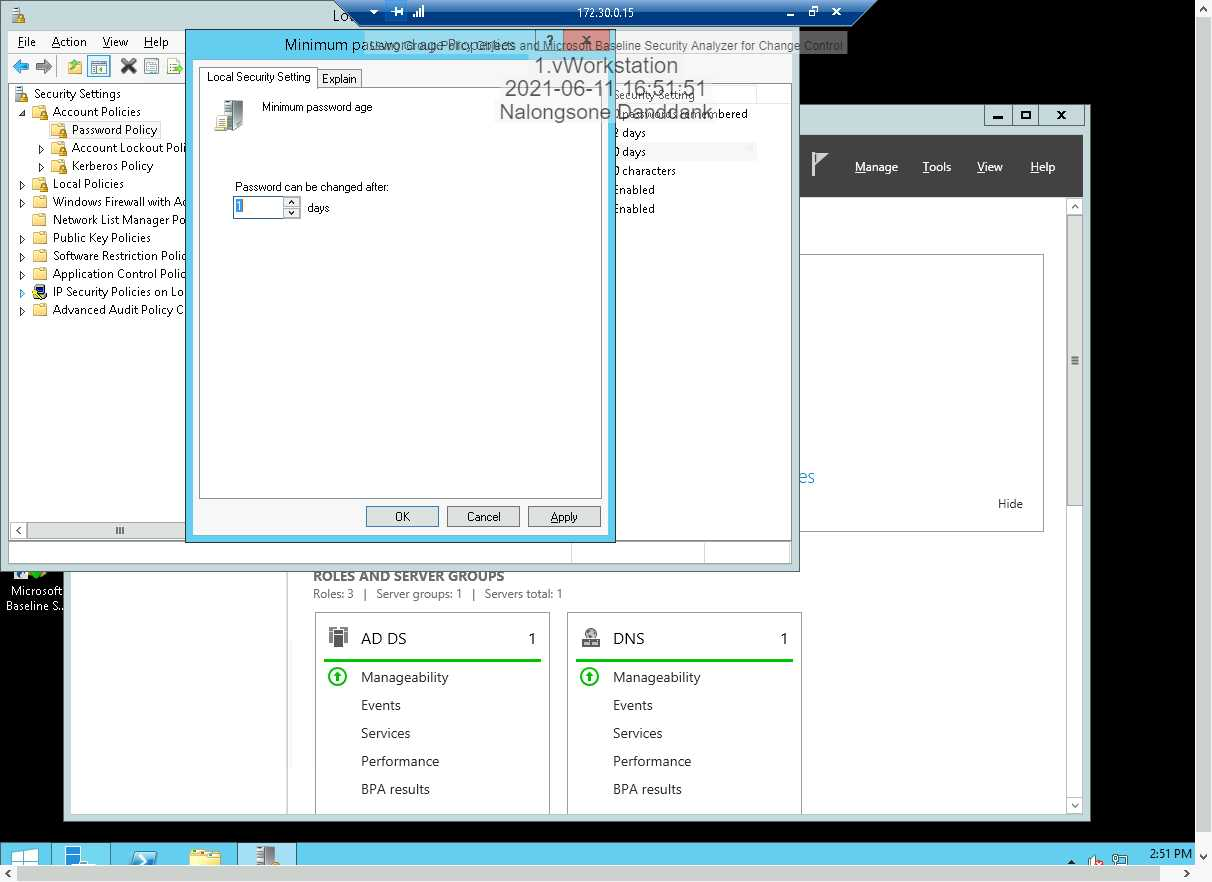 172.30.0.15
File Action View Help
Minimum password age Properties
?
Using Group Policy Objects and Microsoft Baseline Security Analyzer for Change Control
1.vWorkstation
2021-06-11 16:51:51
Nalongsone Danddank
Security Settings
Account Policies
Password Policy
Account Lockout Poli
Kerberos Policy
Local Policies
Windows Firewall with Ad
Network List Manager Po
Public Key Policies
Software Restriction Polic
Application Control Polic
IP Security Policies on Lo
Advanced Audit Policy C
Local Security Setting
Explain
Minimum password age
Password can be changed after:
1 days
OK
Cancel
Apply
Security Setting
0 passwords remembered
2 days
0 days
0 characters
Enabled
Enabled
Manage Tools View Help
es
Hide
Microsoft
Baseline S...
ROLES AND SERVER GROUPS
Roles: 3 | Server groups: 1 | Servers total: 1
AD DS 1
Manageability
Events
Services
Performance
BPA results
DNS 1
Manageability
Events
Services
Performance
BPA results
2:51 PM